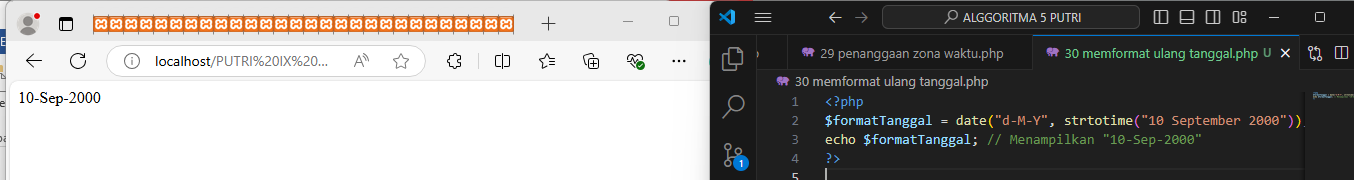 localhost/PUTRI%20IX%20...
10-Sep-2000
ALGGORITMA 5 PUTRI
29 penanggaan zona waktu.php
30 memformat ulang tanggal.php U
30 memformat ulang tanggal.php
1 <?php
2 $formatTanggal = date("d-M-Y", strtotime("10 September 2000"));
3 echo $formatTanggal; // Menampilkan "10-Sep-2000"
4 ?>
5
1